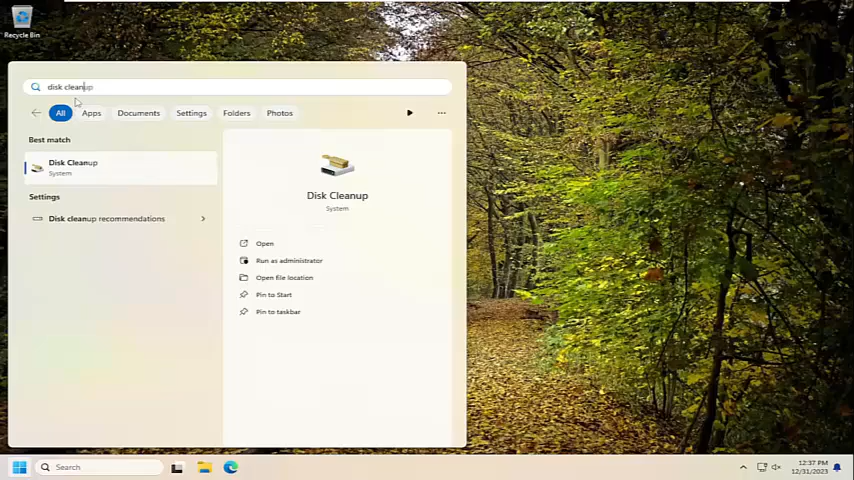 Recycle Bin
disk cleanup
All
Apps
Documents
Settings
Folders
Photos
Best match
Disk Cleanup
System
Settings
Disk cleanup recommendations
Disk Cleanup
System
Open
Run as administrator
Open file location
Pin to Start
Pin to taskbar
Search
12:37 PM
12/31/2023